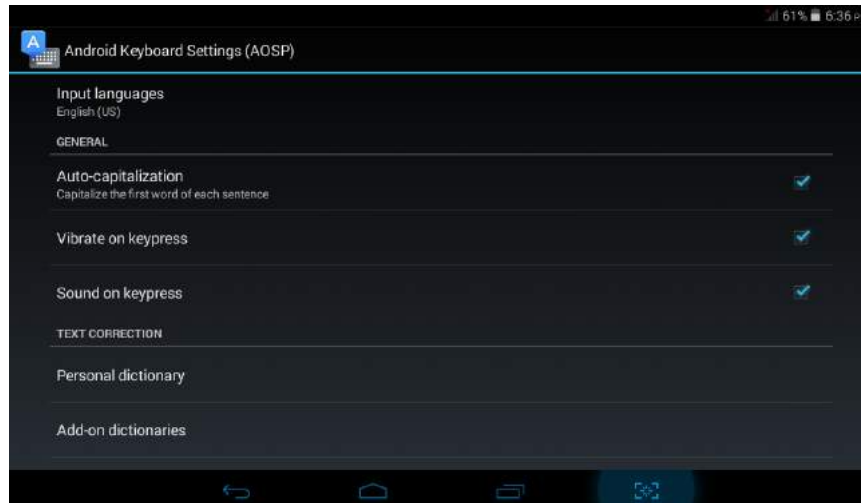 61% 6:36 P
A
Android Keyboard Settings (AOSP)
Input languages
English (US)
GENERAL
Auto-capitalization
Capitalize the first word of each sentence
Vibrate on keypress
Sound on keypress
TEXT CORRECTION
Personal dictionary
Add-on dictionaries